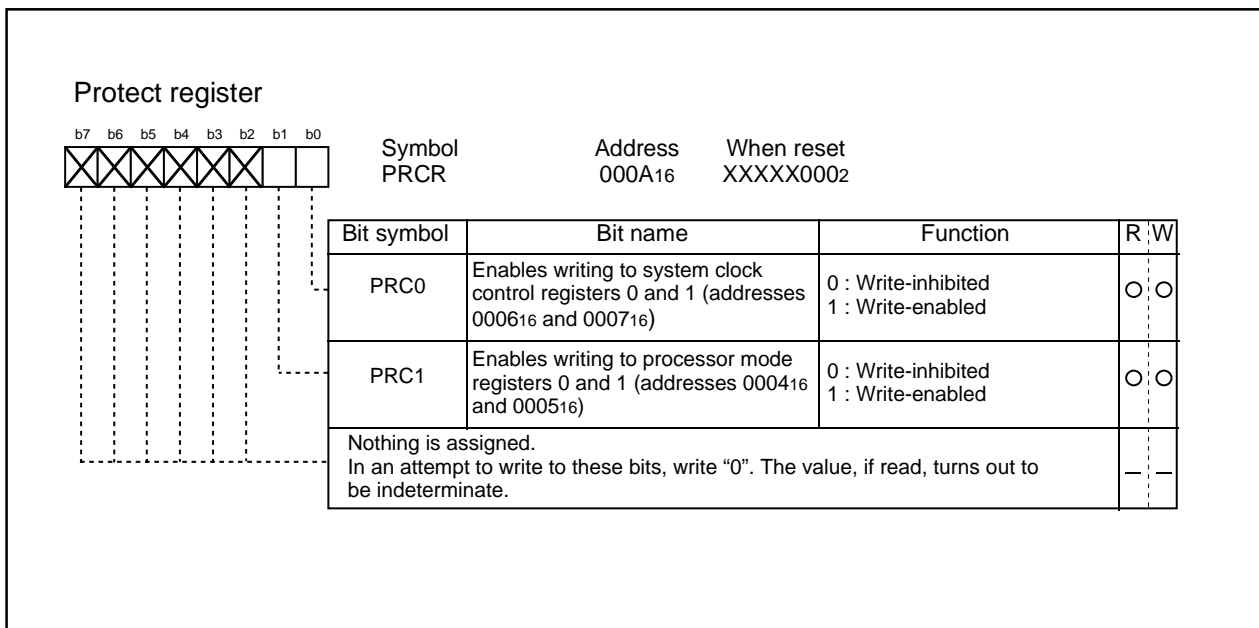 Protect register
b7 b6 b5 b4 b3 b2 b1 b0
Symbol Address When reset
PRCR 000A16 XXXXX0002
Bit symbol Bit name Function R W
PRC0
Enables writing to system clock
control registers 0 and 1 (addresses
000616 and 000716)
0 : Write-inhibited
1 : Write-enabled
PRC1
Enables writing to processor mode
registers 0 and 1 (addresses 000416
and 000516)
0 : Write-inhibited
1 : Write-enabled
Nothing is assigned.
In an attempt to write to these bits, write “0”. The value, if read, turns out to
be indeterminate.
– –